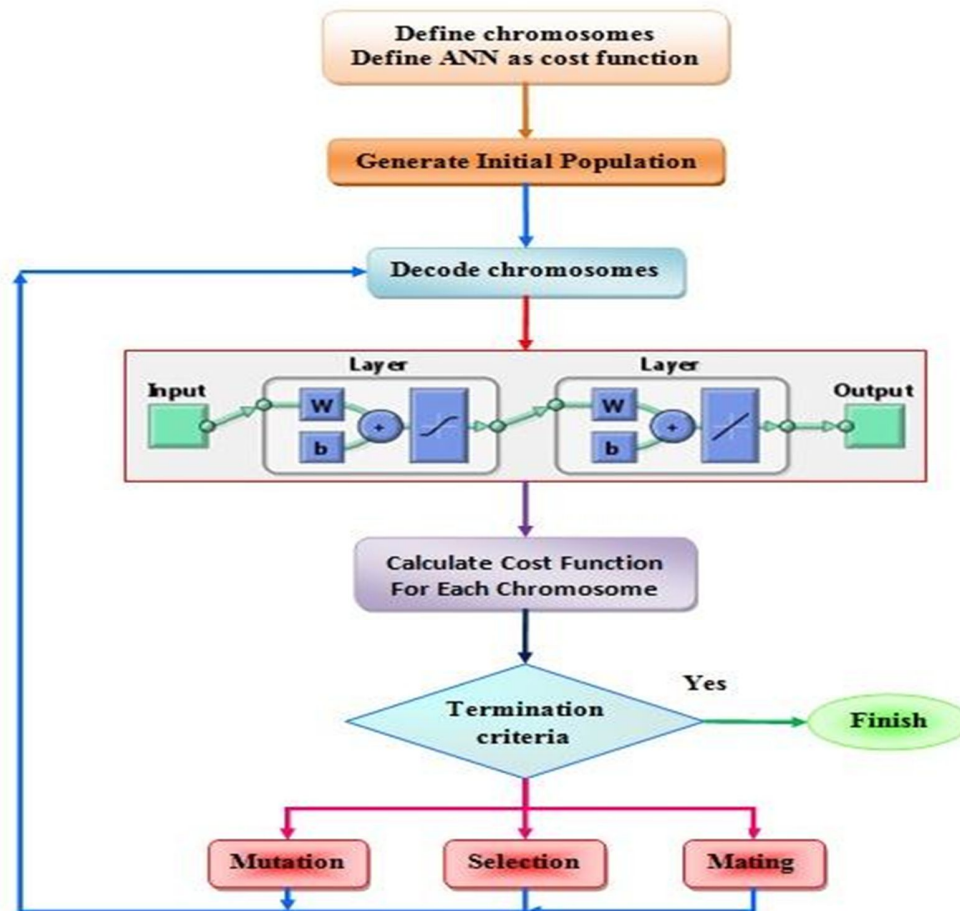 Define chromosomes
Define ANN as cost function
Generate Initial Population
Decode chromosomes
Layer
Layer
Input
Output
W
W
+
+
b
b
Calculate Cost Function
For Each Chromosome
Yes
Termination
criteria
Finish
Mutation
Selection
Mating